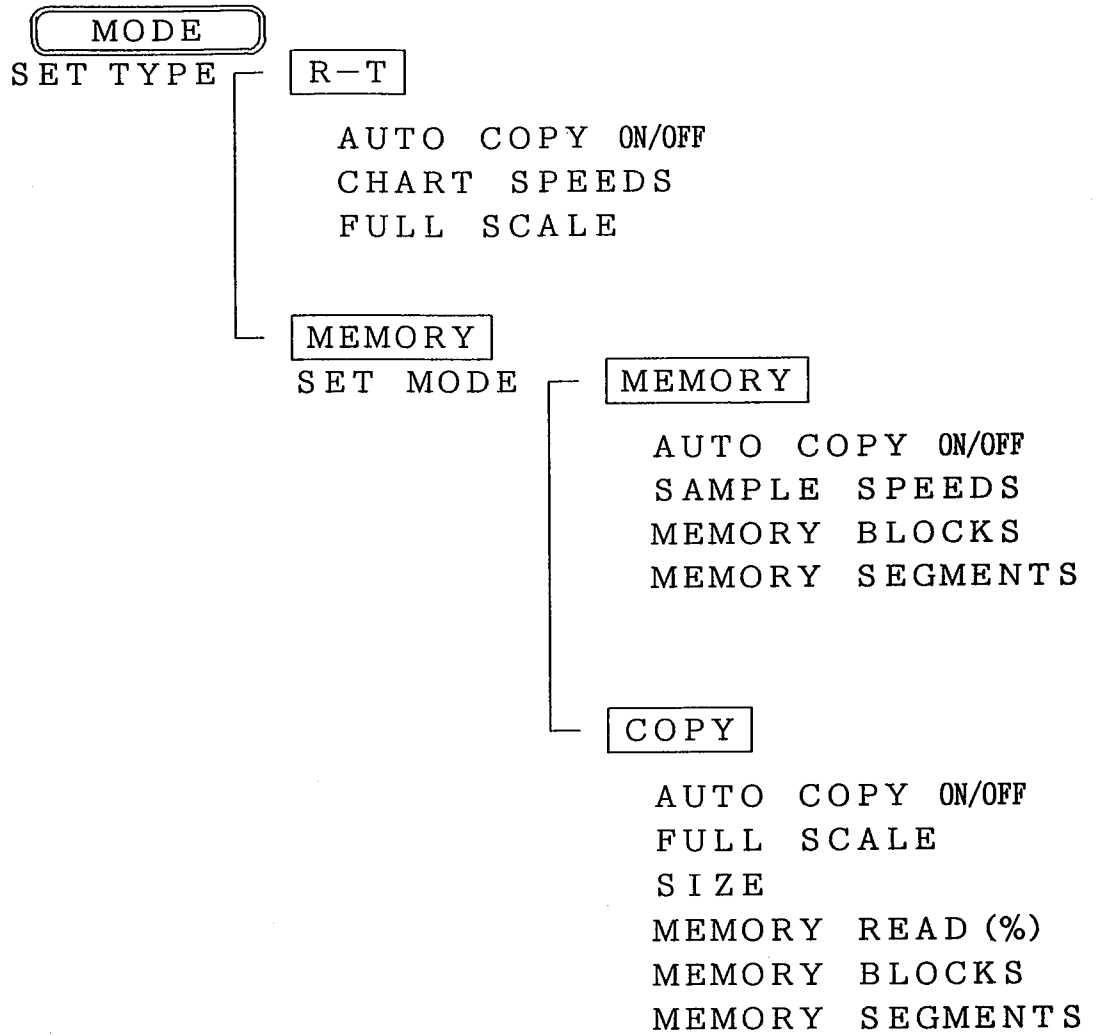 MODE
SET TYPE
R-T
AUTO COPY ON/OFF
CHART SPEEDS
FULL SCALE
MEMORY
SET MODE
MEMORY
AUTO COPY ON/OFF
SAMPLE SPEEDS
MEMORY BLOCKS
MEMORY SEGMENTS
COPY
AUTO COPY ON/OFF
FULL SCALE
SIZE
MEMORY READ (%)
MEMORY BLOCKS
MEMORY SEGMENTS